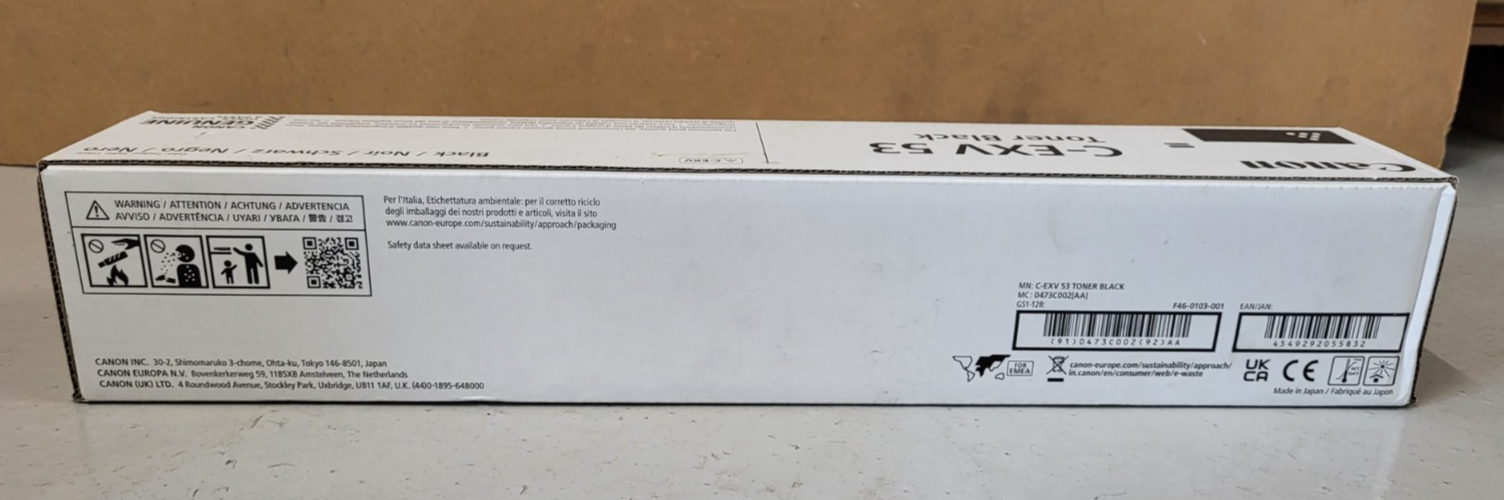 Canon
C-EXV 53
Toner Black
C-EXV
Black / Noir / Schwarz / Negro / Nero
CANON
GENUINE
WARNING / ATTENTION / ACHTUNG / ADVERTENCIA
AVVISO / ADVERTÊNCIA / UYARI / УВАГА / 警告 / 경고
Per l'Italia, Etichettatura ambientale: per il corretto riciclo
degli imballaggi dei nostri prodotti e articoli, visita il sito
www.canon-europe.com/sustainability/approach/packaging
Safety data sheet available on request.
MN: C-EXV 53 TONER BLACK
MC: 0473C002[AA]
GS1-128: F46-0103-001 EAN/JAN:
(91)0473C002(92)AA
4549292055832
FOR
EMEA
canon-europe.com/sustainability/approach/
in.canon/en/consumer/web/e-waste
UK
CA CE
Made in Japan / Fabriqué au Japon
CANON INC. 30-2, Shimomaruko 3-chome, Ohta-ku, Tokyo 146-8501, Japan
CANON EUROPA N.V. Bovenkerkerweg 59, 1185XB Amstelveen, The Netherlands
CANON (UK) LTD. 4 Roundwood Avenue, Stockley Park, Uxbridge, UB11 1AF, U.K. (4400-1895-648000